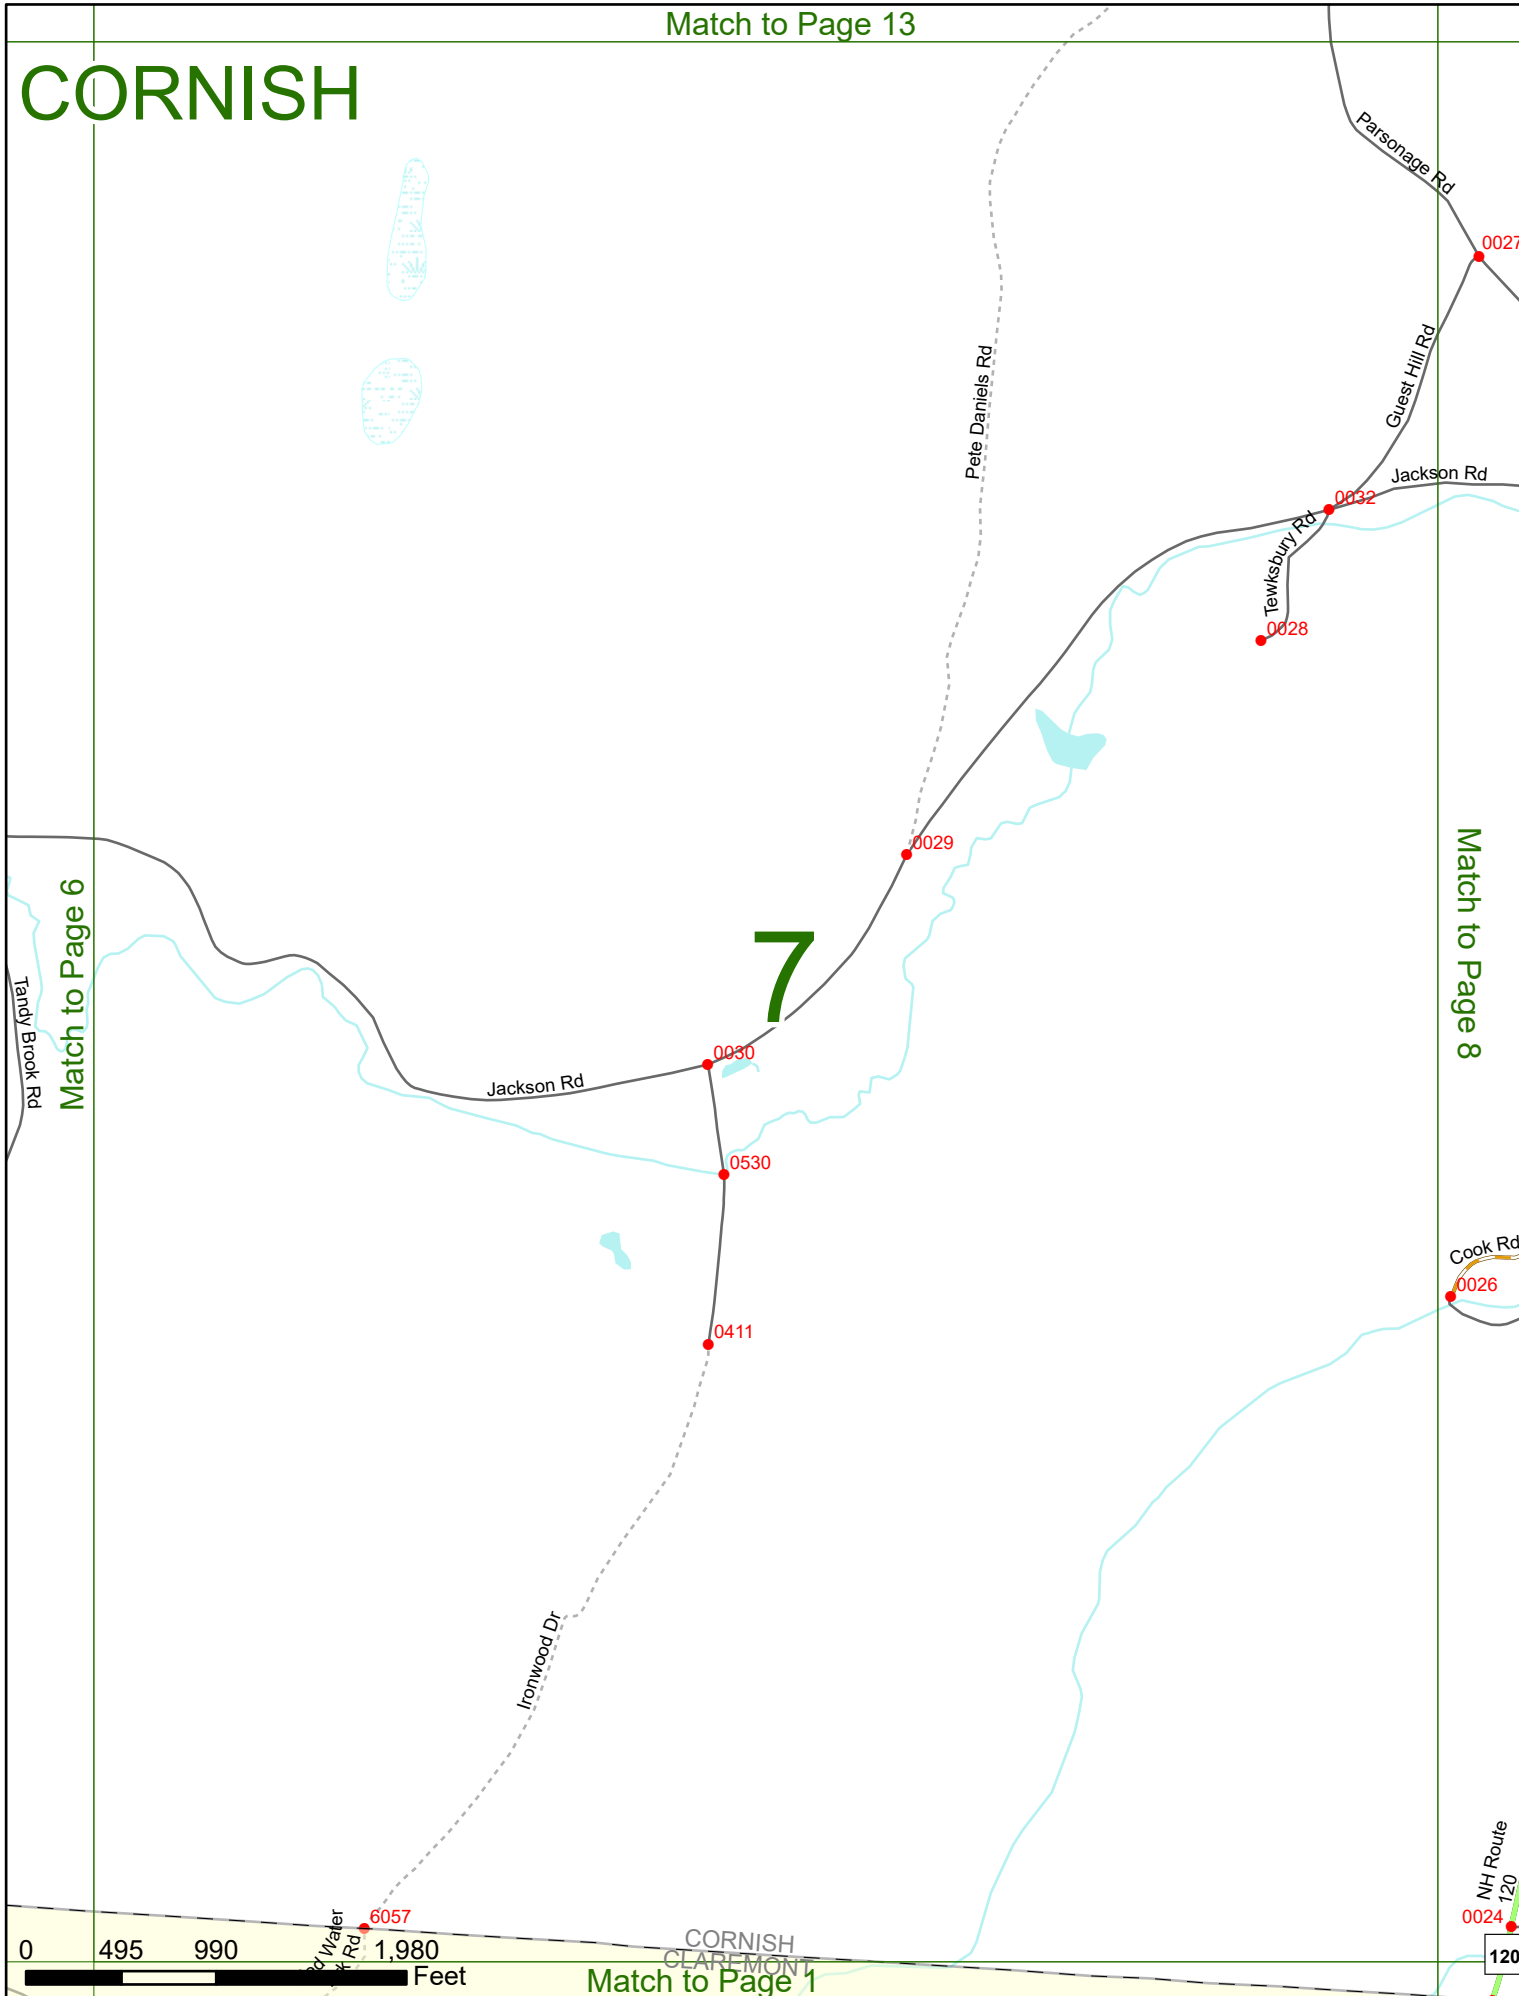 Match to Page 13
CORNISH
Parsonage Rd
0027
Guest Hill Rd
Pete Daniels Rd
Jackson Rd
0032
Tewksbury Rd
0028
Match to Page 8
0029
Match to Page 6
7
Tandy Brook Rd
0030
Jackson Rd
0530
Cook Rd
0026
0411
Ironwood Dr
NH Route
120
6057
0024
Water
Rd
CORNISH
CLAREMONT
120
0 495 990 1,980
Feet
Match to Page 1